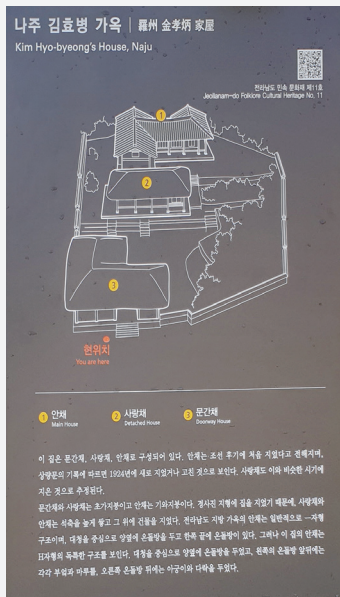 나주 김효병 가옥 | 羅州 金孝炳 家屋
Kim Hyo-byeong's House, Naju
전라남도 민속 문화재 제11호
Jeollanam-do Folklore Cultural Heritage No. 11
1
2
3
현위치
You are here
1 안채
Main House
2 사랑채
Detached House
3 문간채
Doorway House
이 집은 문간채, 사랑채, 안채로 구성되어 있다. 안채는 조선 후기에 처음 지었다고 전해지며,
상량문의 기록에 따르면 1924년에 새로 지었거나 고친 것으로 보인다. 사랑채도 이와 비슷한 시기에
지은 것으로 추정된다.
문간채와 사랑채는 초가지붕이고 안채는 기와지붕이다. 경사진 지형에 집을 지었기 때문에, 사랑채와
안채는 석축을 높게 쌓고 그 위에 건물을 지었다. 전라남도 지방 가옥의 안채는 일반적으로 ㅡ자형
구조이며, 대청을 중심으로 양옆에 온돌방을 두고 한쪽 끝에 온돌방이 있다. 그러나 이 집의 안채는
H자형의 독특한 구조를 보인다. 대청을 중심으로 양옆에 온돌방을 두었고, 왼쪽의 온돌방 앞뒤에는
각각 부엌과 마루를, 오른쪽 온돌방 뒤에는 아궁이와 다락을 두었다.